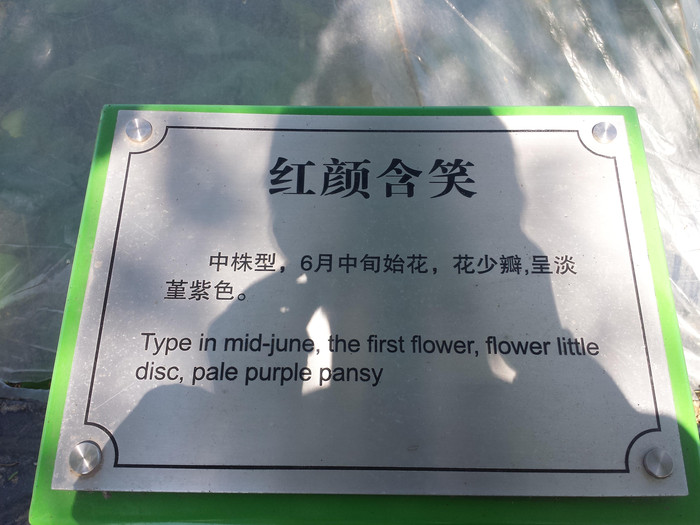 红颜含笑
中株型，6月中旬始花，花少瓣,呈淡
堇紫色。
Type in mid-june, the first flower, flower little
disc, pale purple pansy